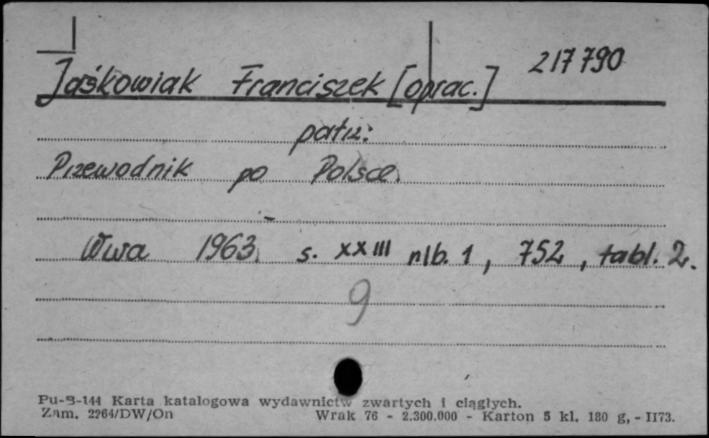 217790
Jaśkowiak Franciszek [oprac.]
patrz:
Przewodnik po Polsce.
Wwa 1963. s. XXIII nlb. 1, 752, tabl. 2.
9
Pu-B-144 Karta katalogowa wydawnictw zwartych i ciągłych.
Zam. 2264/DW/On Wrak 76 - 2.300.000 - Karton 5 kl. 180 g, - II73.